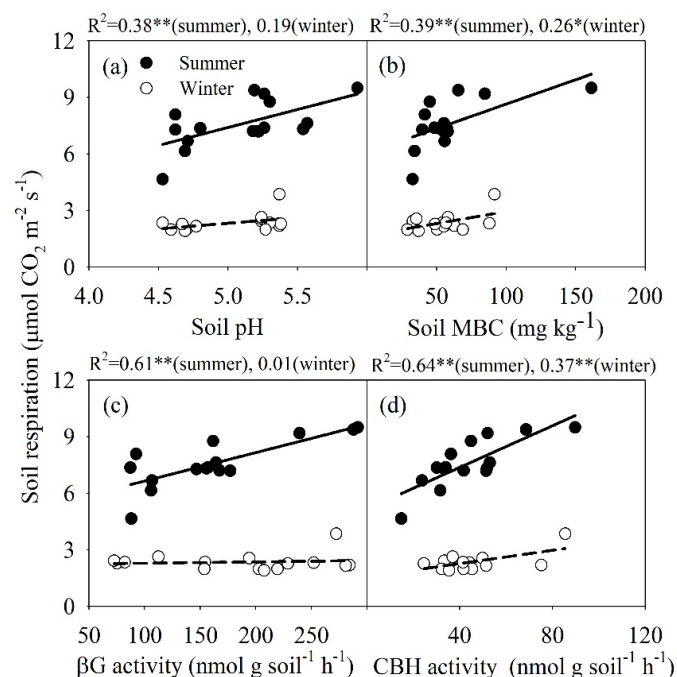 R²=0.38**(summer), 0.19(winter)
R²=0.39**(summer), 0.26*(winter)
12
9
6
3
0
(a)
Summer
Winter
(b)
4.0
4.5
5.0
5.5
50
100
150
200
Soil pH
Soil MBC (mg kg⁻¹)
Soil respiration (μmol CO₂ m⁻² s⁻¹)
R²=0.61**(summer), 0.01(winter)
R²=0.64**(summer), 0.37**(winter)
12
9
6
3
0
(c)
(d)
50
100
150
200
250
40
80
120
βG activity (nmol g soil⁻¹ h⁻¹)
CBH activity (nmol g soil⁻¹ h⁻¹)